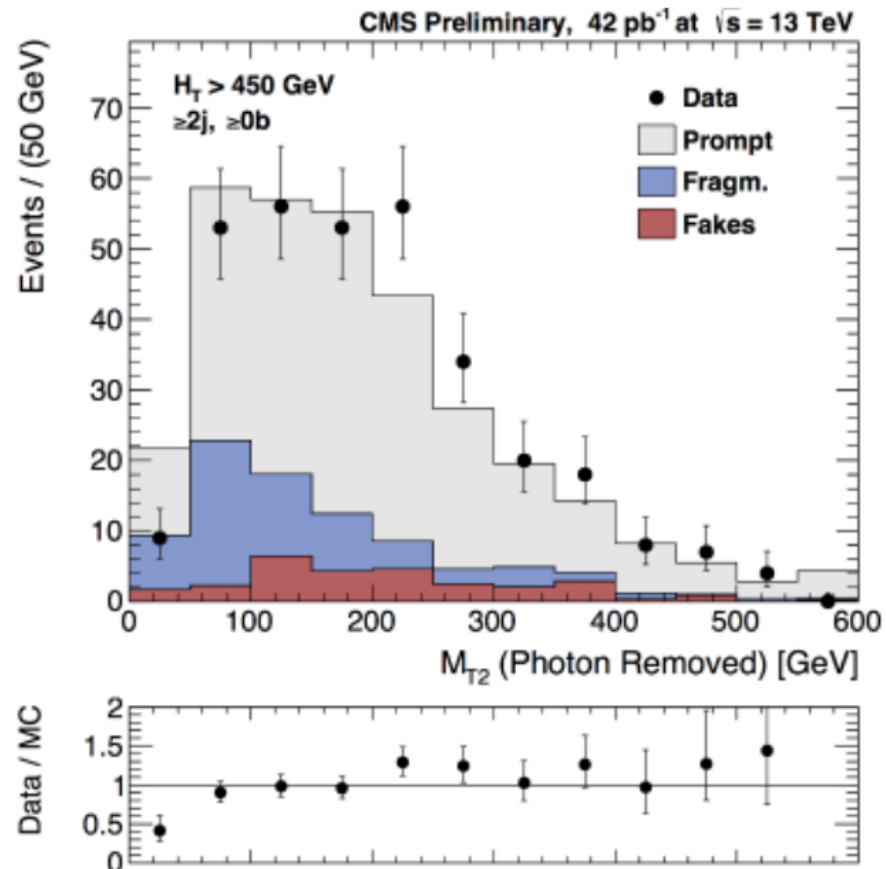 CMS Preliminary, 42 pb⁻¹ at √s = 13 TeV
Events / (50 GeV)
H_T > 450 GeV
≥2j, ≥0b
Data
Prompt
Fragm.
Fakes
70
60
50
40
30
20
10
0
0 100 200 300 400 500 600
M_T2 (Photon Removed) [GeV]
Data / MC
2
1.5
1
0.5
0